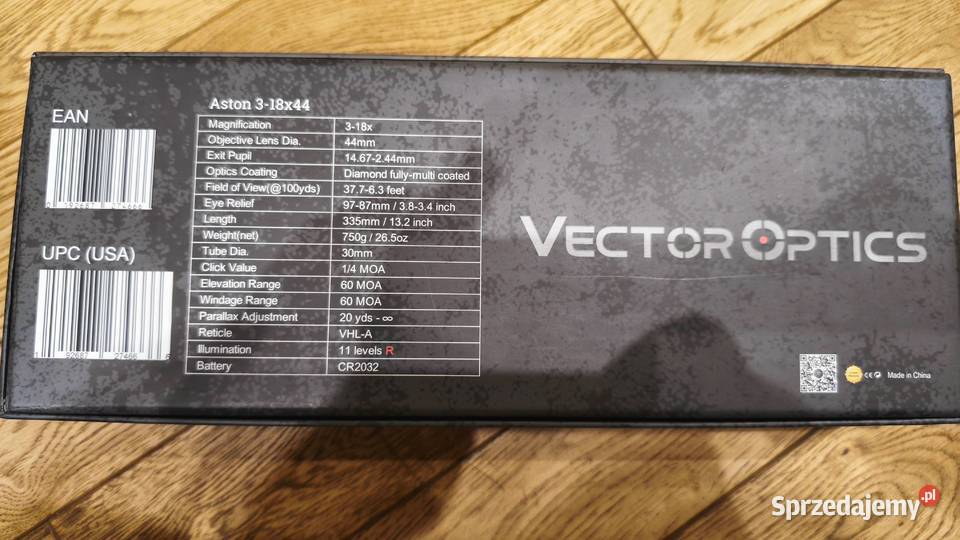 Aston 3-18x44
EAN
Magnification 3-18x
Objective Lens Dia. 44mm
Exit Pupil 14.67-2.44mm
Optics Coating Diamond fully-multi coated
Field of View(@100yds) 37.7-6.3 feet
Eye Relief 97-87mm / 3.8-3.4 inch
Length 335mm / 13.2 inch
Weight(net) 750g / 26.5oz
Tube Dia. 30mm
Click Value 1/4 MOA
Elevation Range 60 MOA
Windage Range 60 MOA
Parallax Adjustment 20 yds - ∞
Reticle VHL-A
Illumination 11 levels R
Battery CR2032
UPC (USA)
VECTOR OPTICS
CE
Made in China
Sprzedajemy.pl